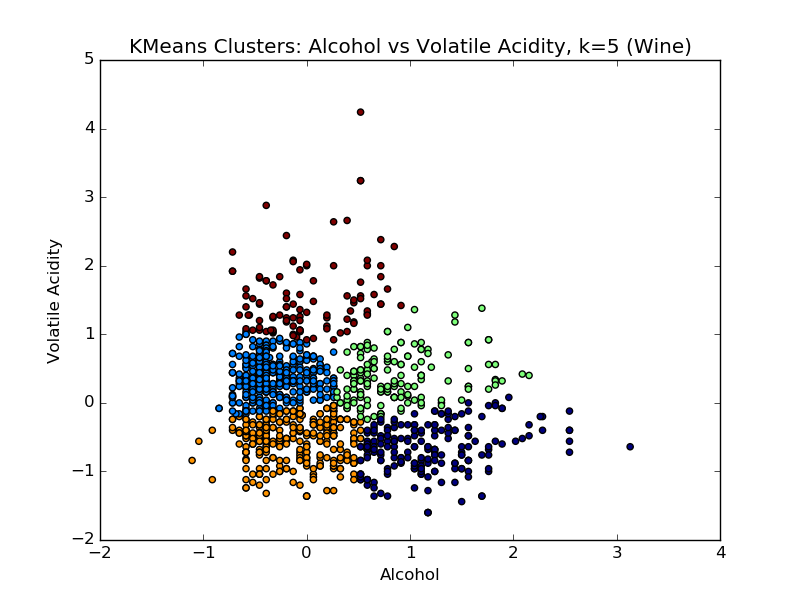 KMeans Clusters: Alcohol vs Volatile Acidity, k=5 (Wine)
5
4
3
2
1
0
−1
−2
Volatile Acidity
−2 −1 0 1 2 3 4
Alcohol